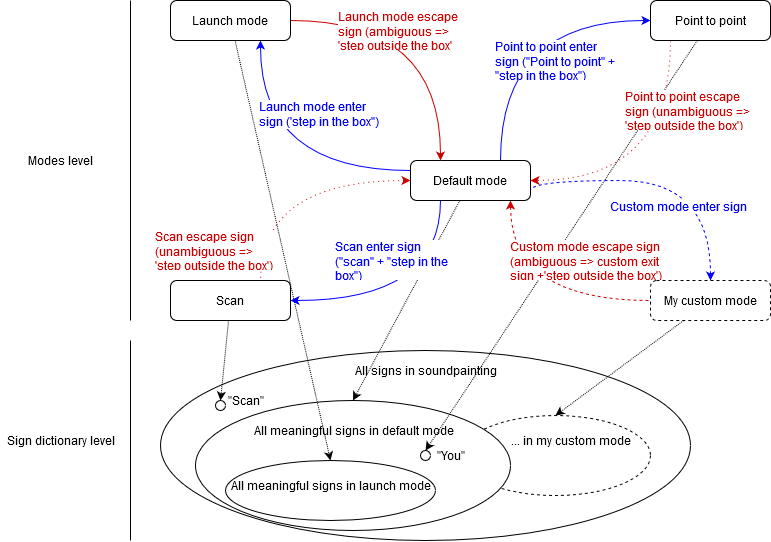 Launch mode
Launch mode escape
sign (ambiguous =>
'step outside the box'
Point to point
Point to point enter
sign ("Point to point" +
"step in the box")
Launch mode enter
sign ('step in the box")
Point to point escape
sign (unambiguous =>
'step outside the box')
Modes level
Default mode
Custom mode enter sign
Scan escape sign
(unambiguous =>
'step outside the box')
Scan enter sign
("scan" + "step in the
box")
Custom mode escape sign
(ambiguous => custom exit
sign +'step outside the box')
Scan
My custom mode
All signs in soundpainting
"Scan"
All meaningful signs in default mode
Sign dictionary level
... in my custom mode
"You"
All meaningful signs in launch mode